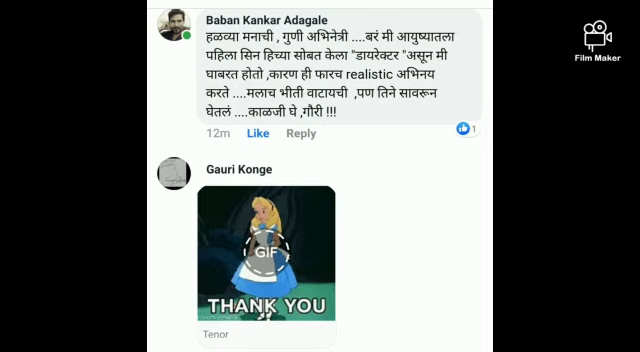 Baban Kankar Adagale
हळव्या मनाची , गुणी अभिनेत्री ....बरं मी आयुष्यातला
पहिला सिन हिच्या सोबत केला "डायरेक्टर "असून मी
घाबरत होतो ,कारण ही फारच realistic अभिनय
करते ....मलाच भीती वाटायची ,पण तिने सावरून
घेतलं ....काळजी घे ,गौरी !!!
12m Like Reply
1
Gauri Konge
GIF
THANK YOU
Tenor
Film Maker